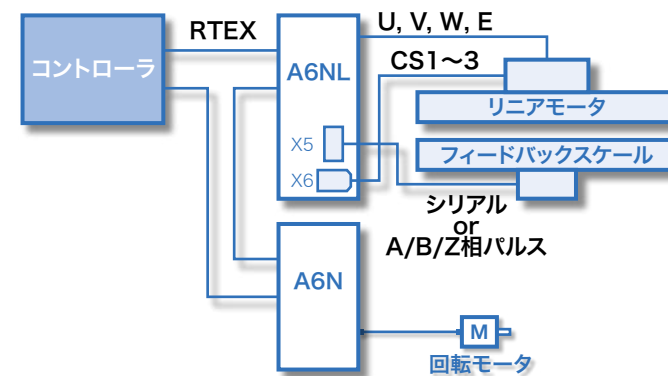 RTEX
U, V, W, E
コントローラ
A6NL
CS1～3
リニアモータ
X5
フィードバックスケール
X6
シリアル
or
A/B/Z相パルス
A6N
M
回転モータ